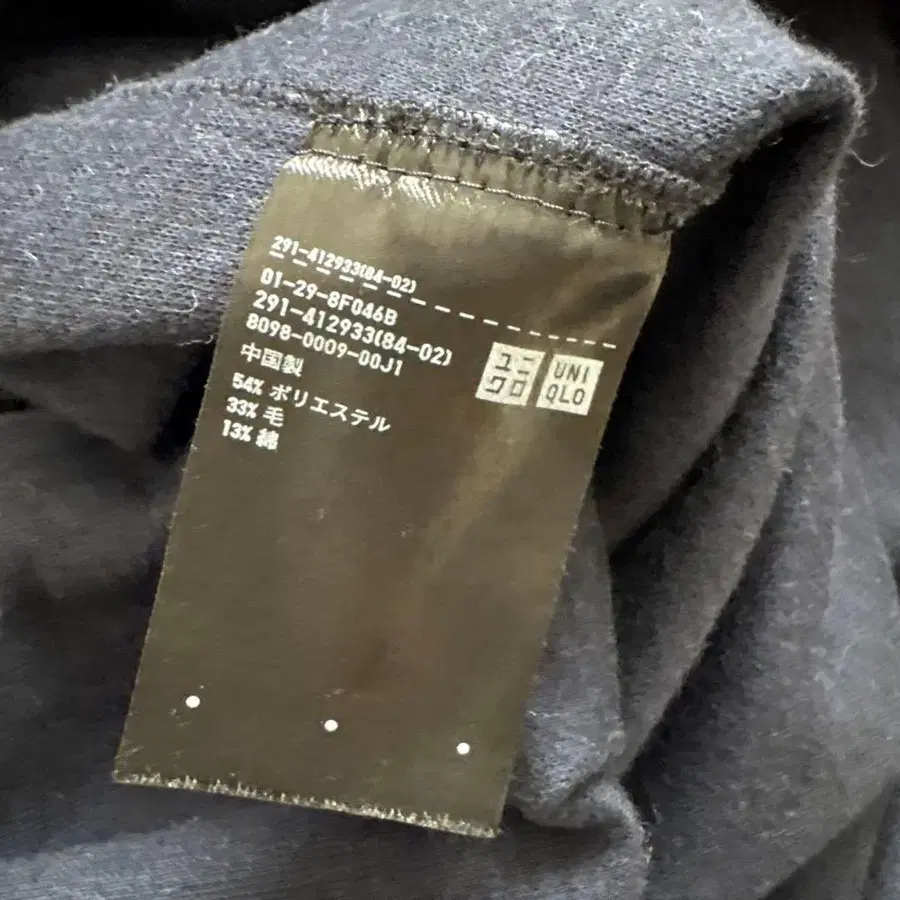 291-412933(84-02)
01-29-8F046B
291-412933(84-02)
8098-0009-00J1
中国製
54% ポリエステル
33% 毛
13% 綿
ユニ
クロ
UNI
QLO